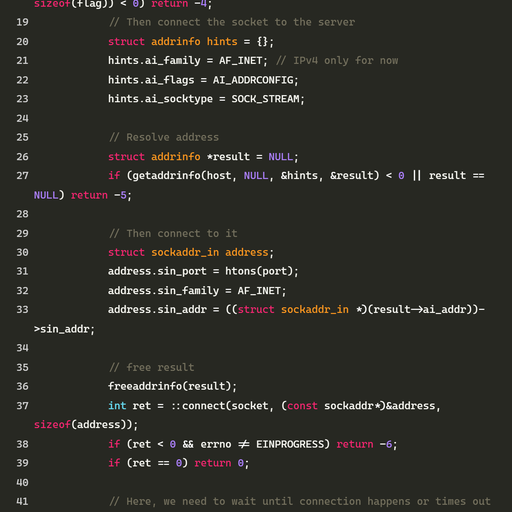 sizeof(flag)) < 0) return -4;
19 // Then connect the socket to the server
20 struct addrinfo hints = {};
21 hints.ai_family = AF_INET; // IPv4 only for now
22 hints.ai_flags = AI_ADDRCONFIG;
23 hints.ai_socktype = SOCK_STREAM;
24
25 // Resolve address
26 struct addrinfo *result = NULL;
27 if (getaddrinfo(host, NULL, &hints, &result) < 0 || result ==
NULL) return -5;
28
29 // Then connect to it
30 struct sockaddr_in address;
31 address.sin_port = htons(port);
32 address.sin_family = AF_INET;
33 address.sin_addr = ((struct sockaddr_in *)(result->ai_addr))-
>sin_addr;
34
35 // free result
36 freeaddrinfo(result);
37 int ret = ::connect(socket, (const sockaddr*)&address,
sizeof(address));
38 if (ret < 0 && errno != EINPROGRESS) return -6;
39 if (ret == 0) return 0;
40
41 // Here, we need to wait until connection happens or times out